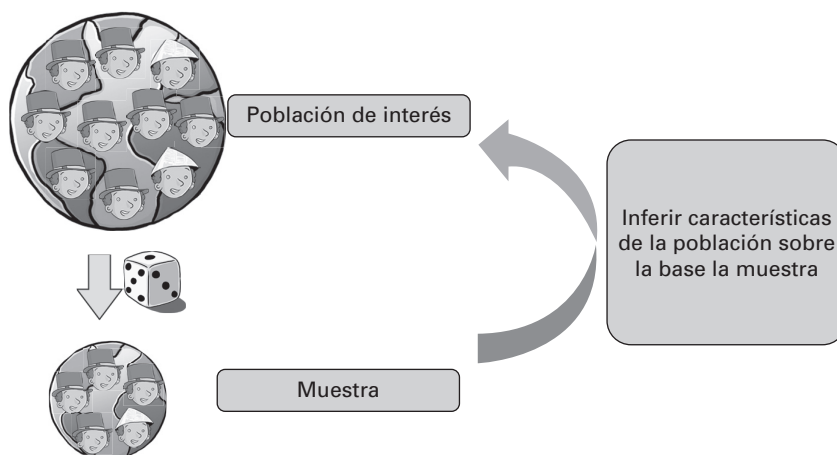 Población de interés
Inferir características
de la población sobre
la base la muestra
Muestra